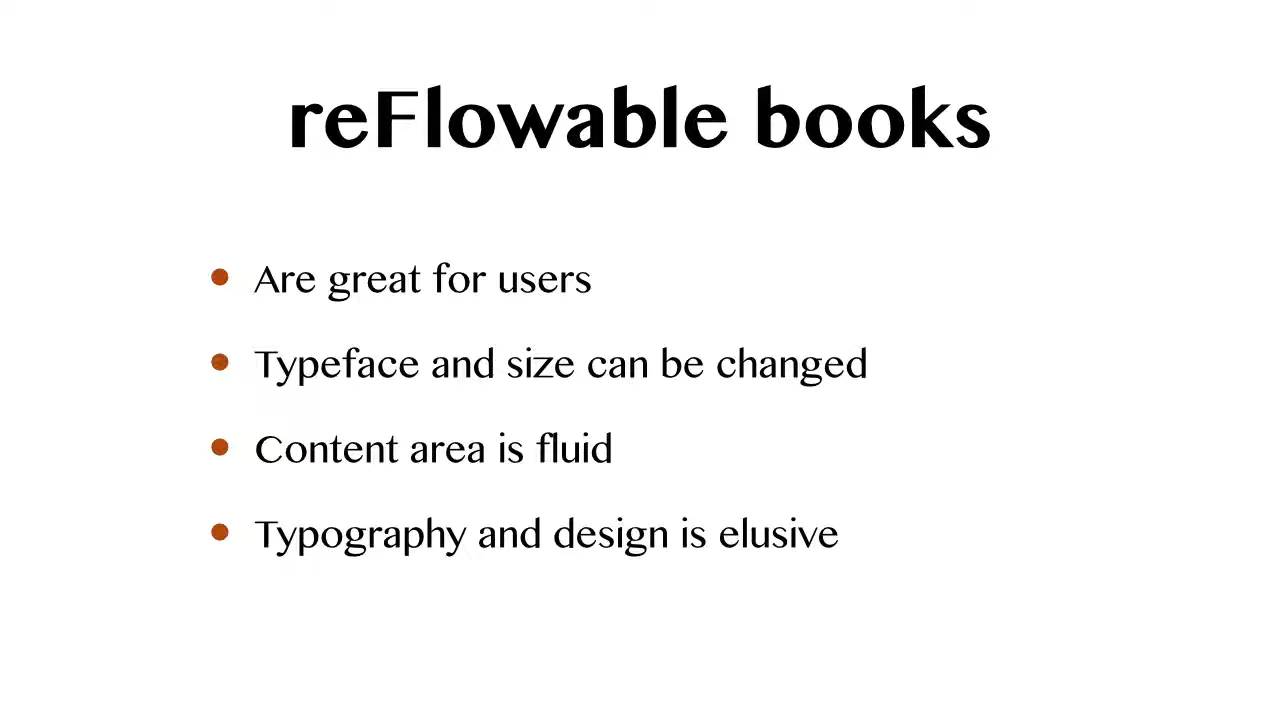 reFlowable books
• Are great for users
• Typeface and size can be changed
• Content area is fluid
• Typography and design is elusive